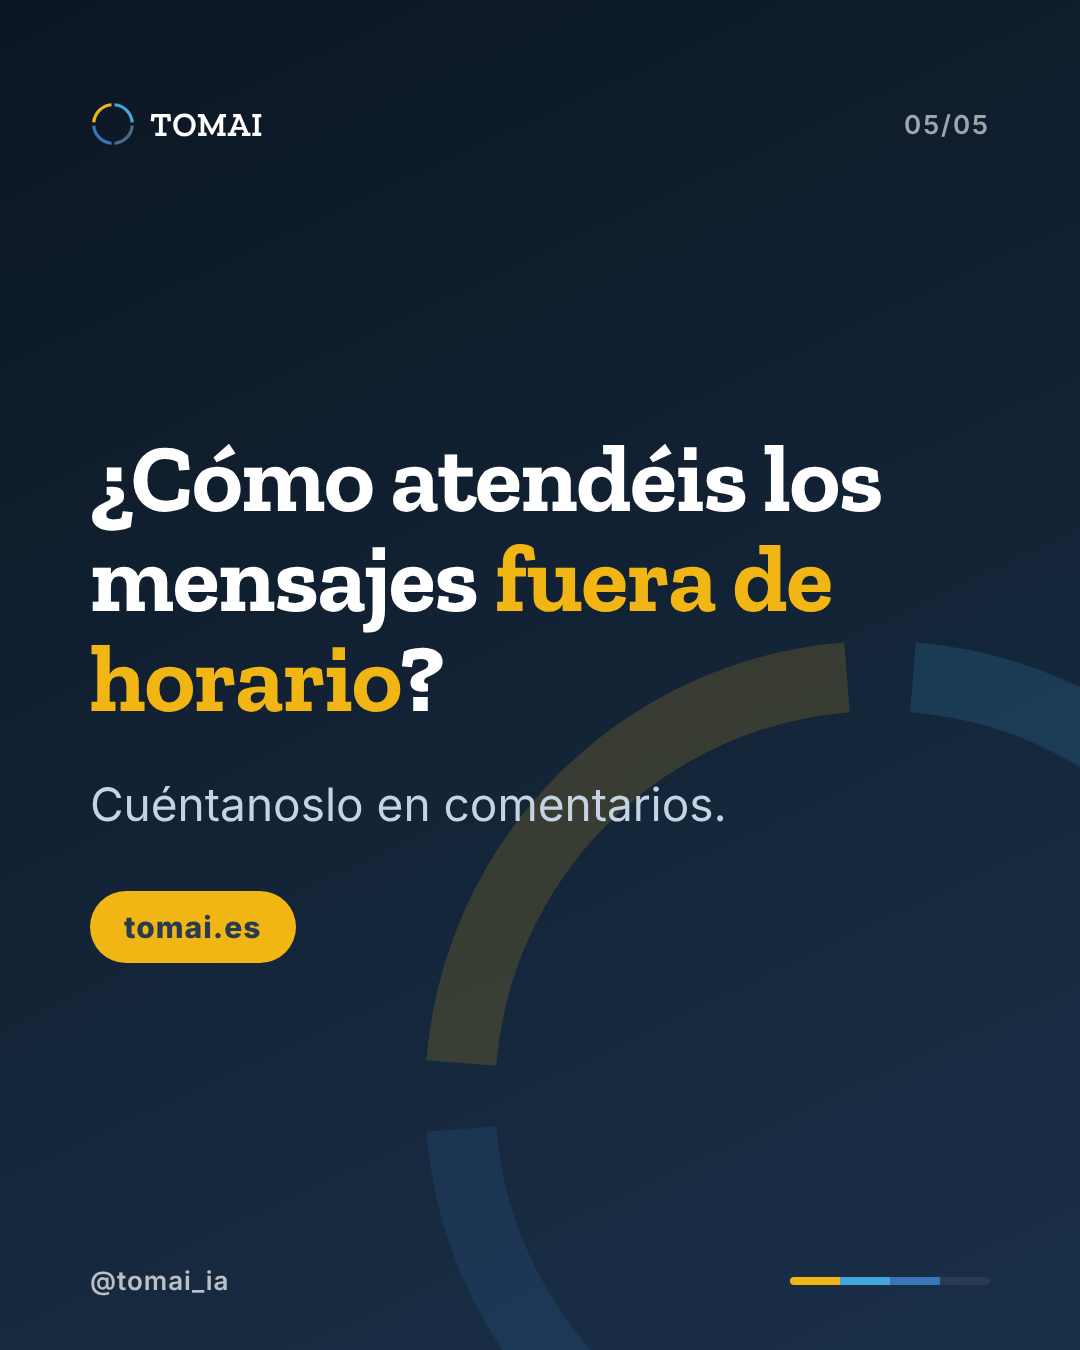 TOMAI
05/05
¿Cómo atendéis los
mensajes fuera de
horario?
Cuéntanoslo en comentarios.
tomai.es
@tomai_ia